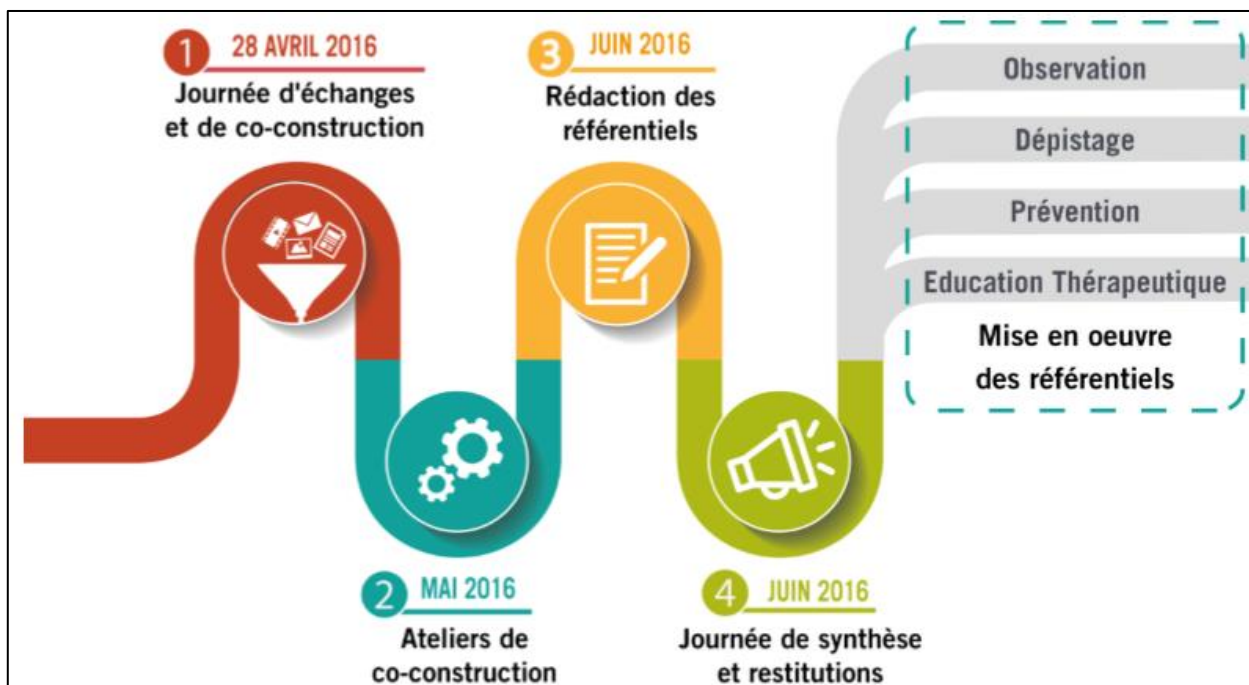 1 28 AVRIL 2016
Journée d'échanges
et de co-construction
2 MAI 2016
Ateliers de
co-construction
3 JUIN 2016
Rédaction des
référentiels
4 JUIN 2016
Journée de synthèse
et restitutions
Observation
Dépistage
Prévention
Education Thérapeutique
Mise en oeuvre
des référentiels